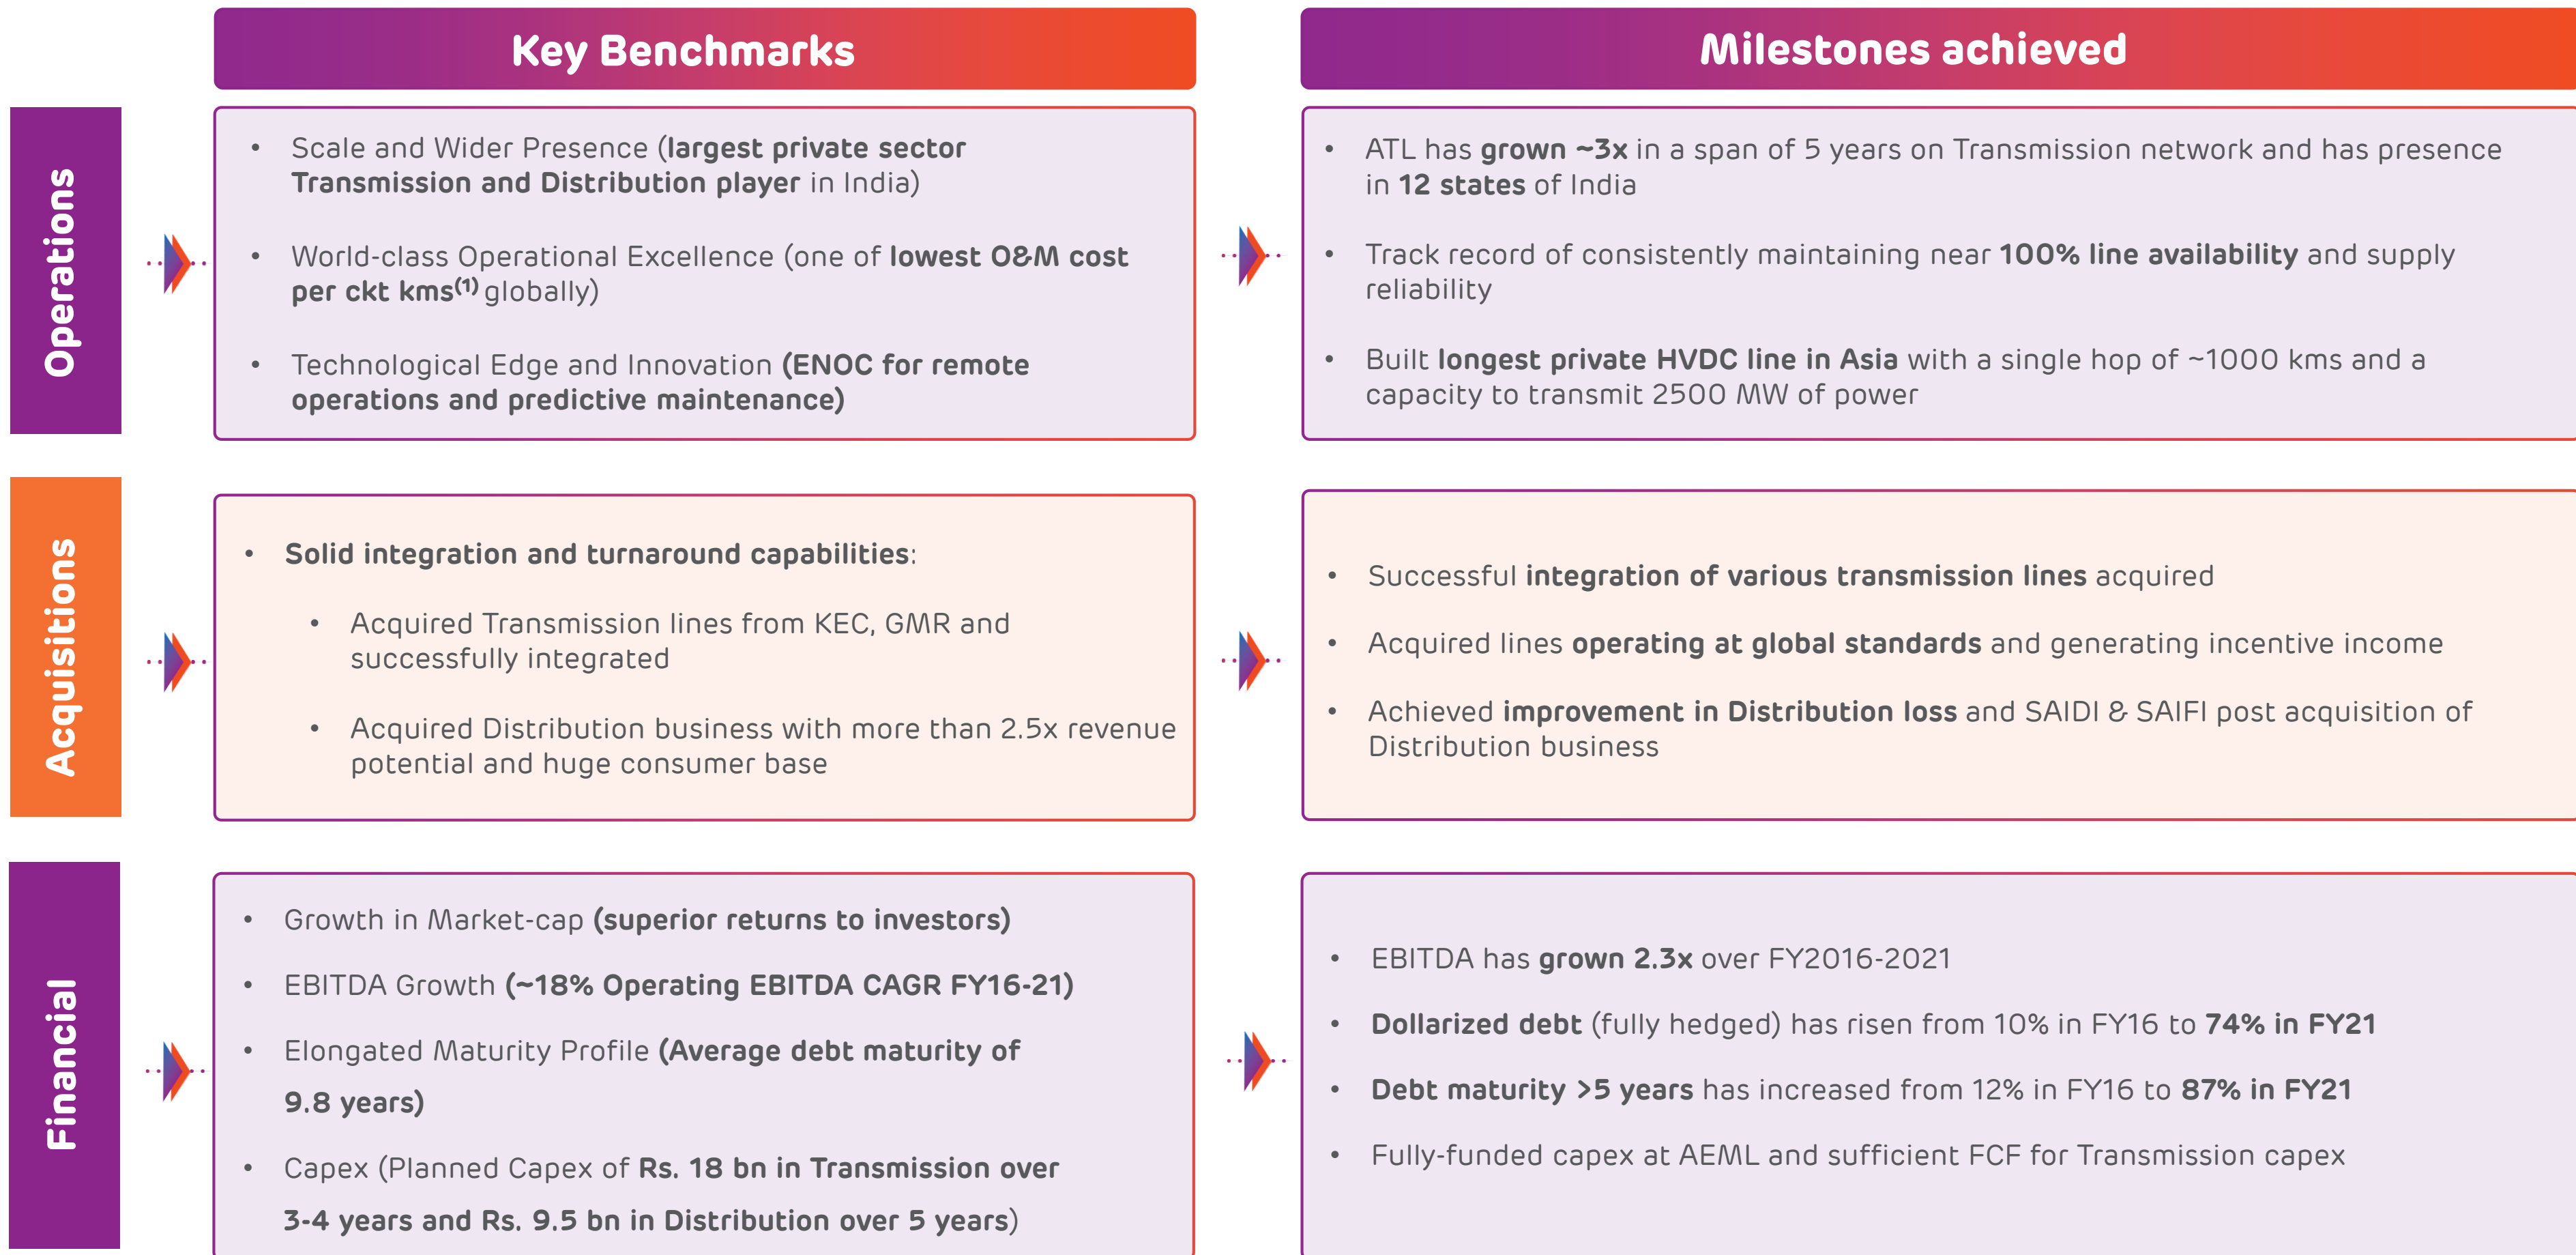 Key Benchmarks
Milestones achieved
Operations
• Scale and Wider Presence (largest private sector
Transmission and Distribution player in India)
• World-class Operational Excellence (one of lowest O&M cost
per ckt kms(1) globally)
• Technological Edge and Innovation (ENOC for remote
operations and predictive maintenance)
• ATL has grown ~3x in a span of 5 years on Transmission network and has presence
in 12 states of India
• Track record of consistently maintaining near 100% line availability and supply
reliability
• Built longest private HVDC line in Asia with a single hop of ~1000 kms and a
capacity to transmit 2500 MW of power
Acquisitions
• Solid integration and turnaround capabilities:
• Acquired Transmission lines from KEC, GMR and
successfully integrated
• Acquired Distribution business with more than 2.5x revenue
potential and huge consumer base
• Successful integration of various transmission lines acquired
• Acquired lines operating at global standards and generating incentive income
• Achieved improvement in Distribution loss and SAIDI & SAIFI post acquisition of
Distribution business
Financial
• Growth in Market-cap (superior returns to investors)
• EBITDA Growth (~18% Operating EBITDA CAGR FY16-21)
• Elongated Maturity Profile (Average debt maturity of
9.8 years)
• Capex (Planned Capex of Rs. 18 bn in Transmission over
3-4 years and Rs. 9.5 bn in Distribution over 5 years)
• EBITDA has grown 2.3x over FY2016-2021
• Dollarized debt (fully hedged) has risen from 10% in FY16 to 74% in FY21
• Debt maturity >5 years has increased from 12% in FY16 to 87% in FY21
• Fully-funded capex at AEML and sufficient FCF for Transmission capex